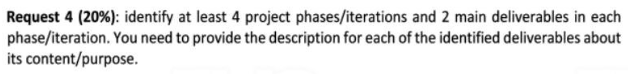 Request 4 (20%): identify at least 4 project phases/iterations and 2 main deliverables in each
phase/iteration. You need to provide the description for each of the identified deliverables about
its content/purpose.